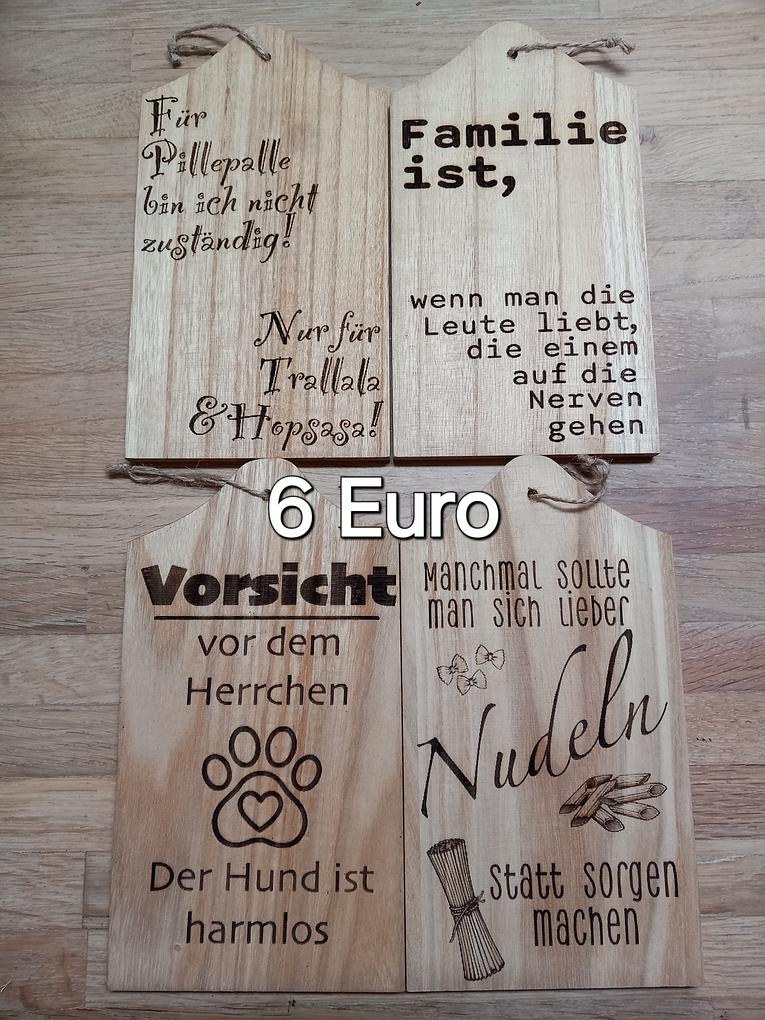 Für
Pillepalle
bin ich nicht
zuständig!
Nur für
Trallala
&Hopsasa!
Familie
ist,
wenn man die
Leute liebt,
die einem
auf die
Nerven
gehen
6 Euro
Vorsicht
vor dem
Herrchen
Der Hund ist
harmlos
Manchmal sollte
man sich lieber
Nudeln
statt sorgen
machen